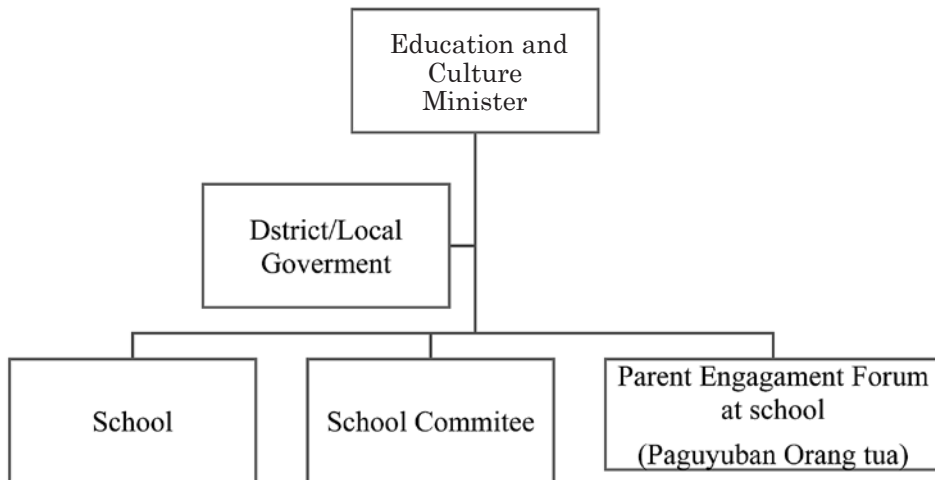 Education and
Culture
Minister
Dstrict/Local
Goverment
School
School Commitee
Parent Engagament Forum
at school
(Paguyuban Orang tua)